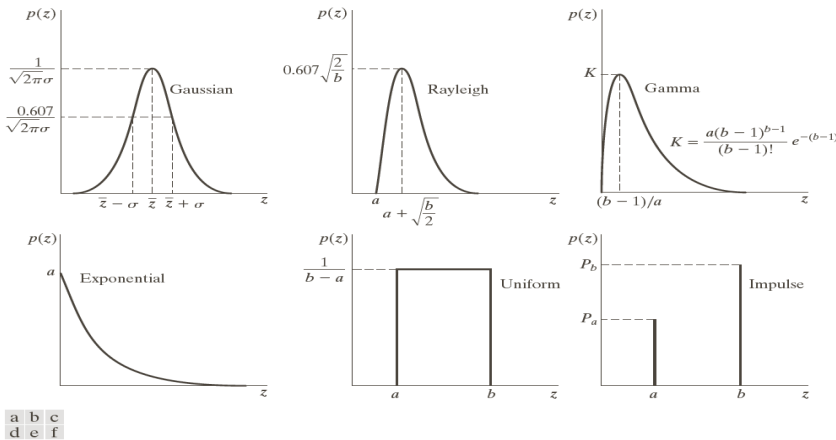 p(z)
1
√2πσ
Gaussian
0.607
√2πσ
z̅ − σ z̅ z̅ + σ z
p(z)
0.607√2/b
Rayleigh
a
a + √b/2
z
p(z)
K
Gamma
K = a(b − 1)^{b−1} / (b − 1)! e^{−(b−1)
(b − 1)/a
z
p(z)
a
Exponential
z
p(z)
1
b − a
Uniform
a b z
p(z)
P_b
Impulse
P_a
a b z
a b c
d e f